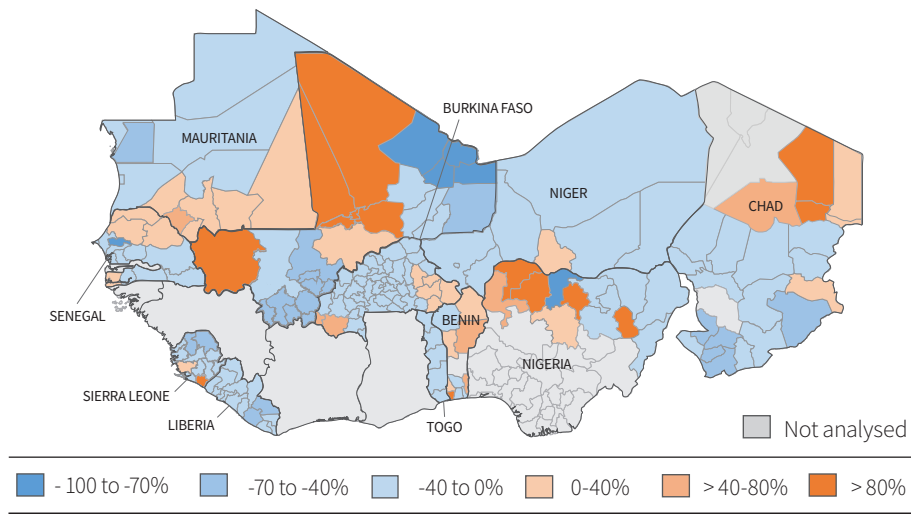 BURKINA FASO
MAURITANIA
NIGER
CHAD
SENEGAL
BENIN
NIGERIA
SIERRA LEONE
LIBERIA
TOGO
Not analysed
- 100 to -70%
-70 to -40%
-40 to 0%
0-40%
> 40-80%
> 80%